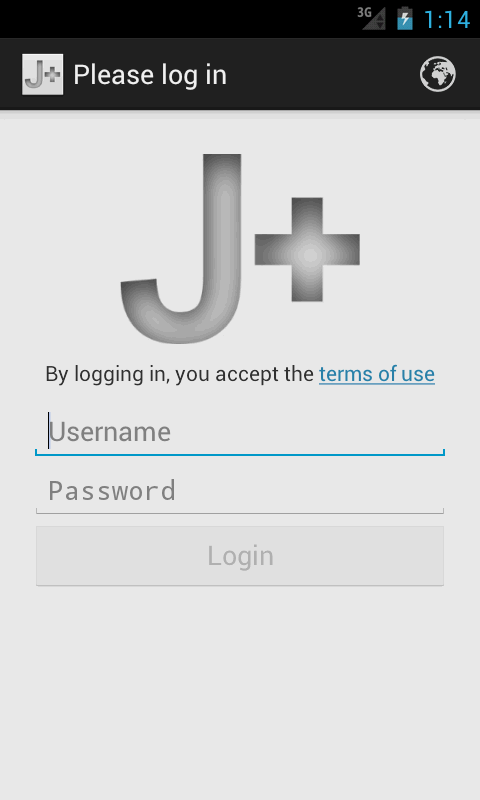 3G 1:14
J+ Please log in
J+
By logging in, you accept the terms of use
Username
Password
Login